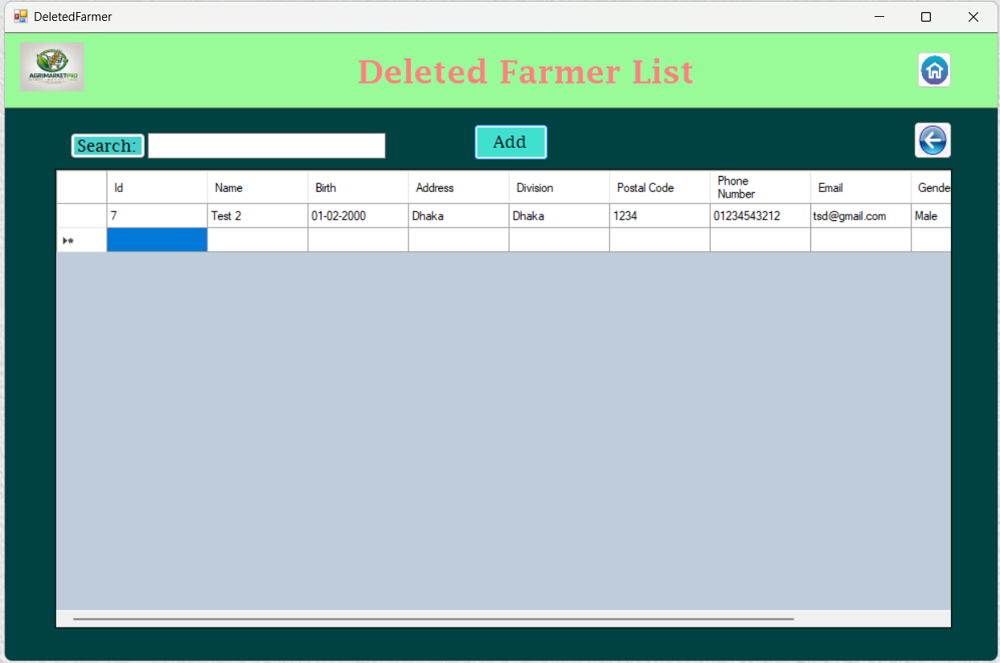 DeletedFarmer
AGRIMARKETPRO
Deleted Farmer List
Search:
Add
Id Name Birth Address Division Postal Code Phone Number Email Gende
7 Test 2 01-02-2000 Dhaka Dhaka 1234 01234543212 tsd@gmail.com Male